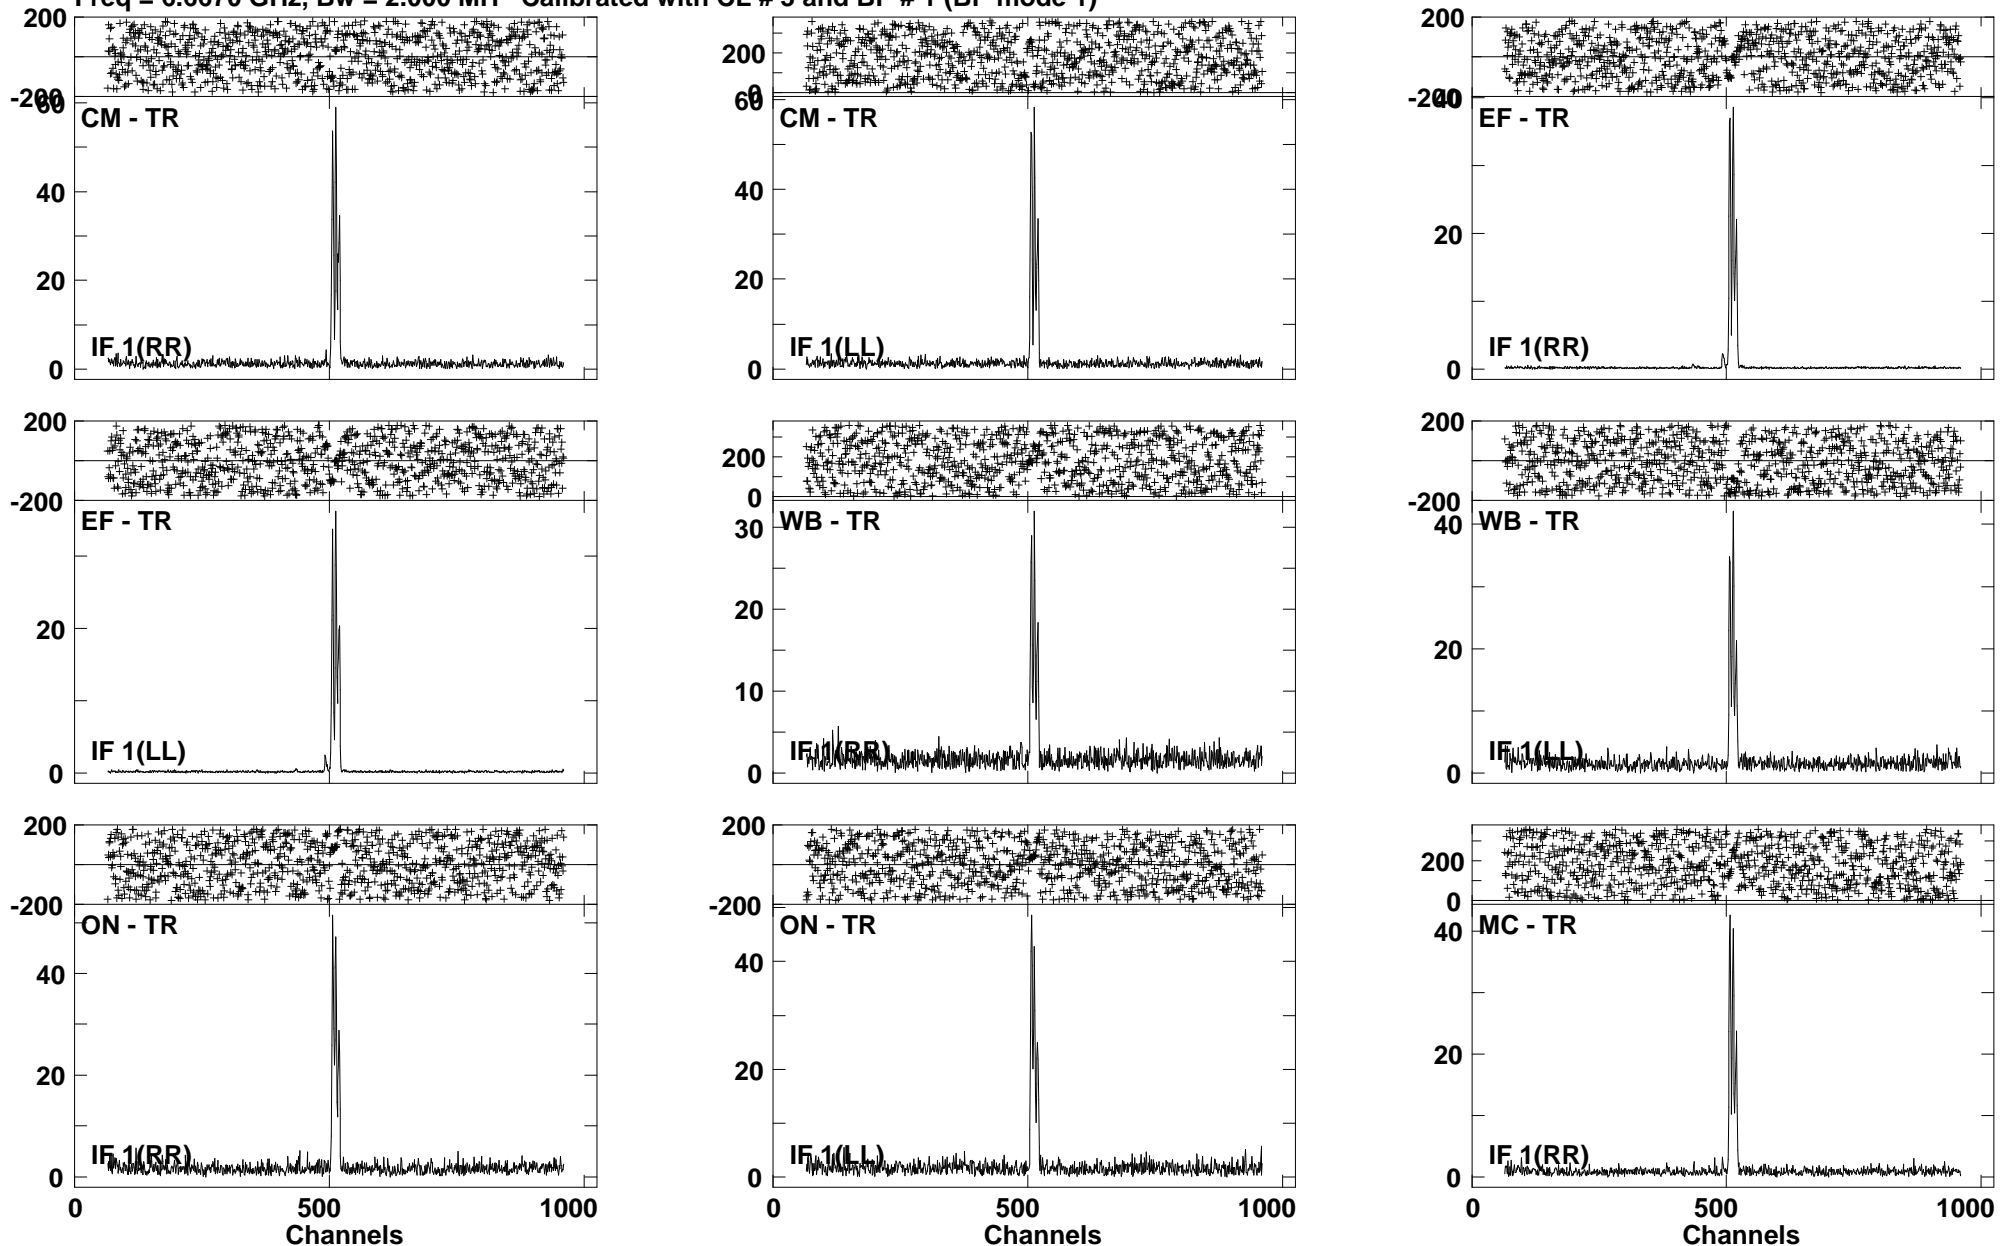 Freq = 6.6670 GHz, Bw = 2.000 MH Calibrated with CL # 5 and BP # 1 (BP mode 1)
200
-200
60
40
20
0
CM - TR
IF 1(RR)
200
0
60
40
20
0
CM - TR
IF 1(LL)
200
-200
40
20
0
EF - TR
IF 1(RR)
200
-200
20
0
EF - TR
IF 1(LL)
200
0
30
20
10
0
WB - TR
IF 1(RR)
200
-200
40
20
0
WB - TR
IF 1(LL)
200
-200
40
20
0
ON - TR
IF 1(RR)
0 500 1000
Channels
200
-200
40
20
0
ON - TR
IF 1(LL)
0 500 1000
Channels
200
0
40
20
0
MC - TR
IF 1(RR)
0 500 1000
Channels